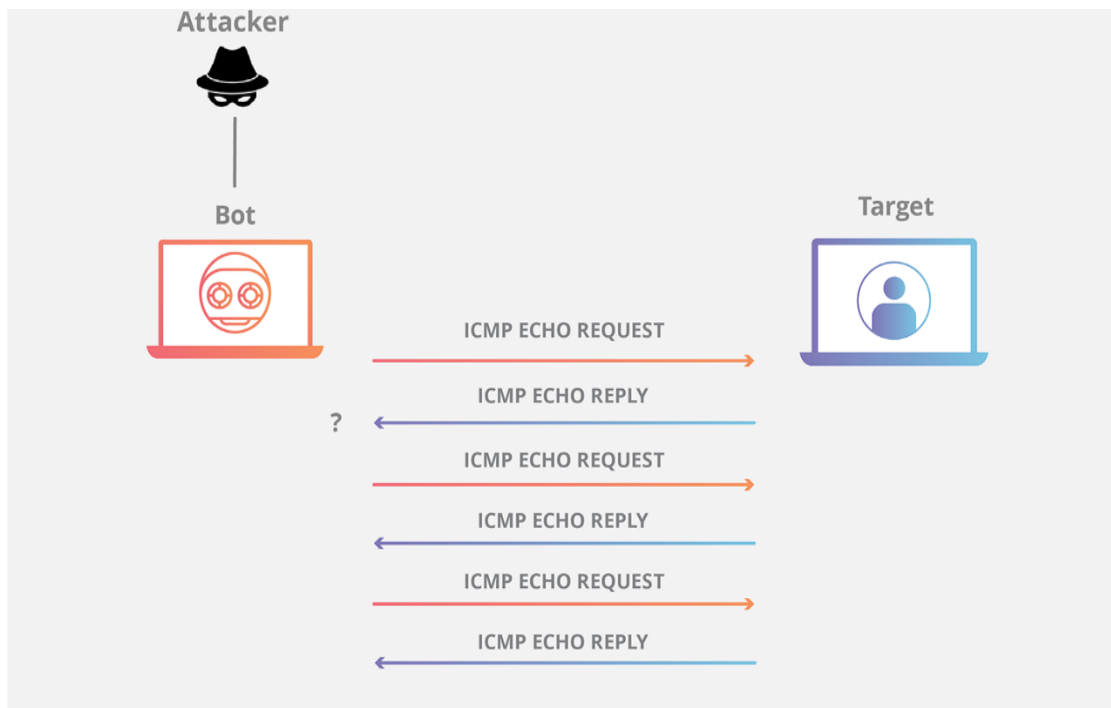 Attacker
Bot
Target
ICMP ECHO REQUEST
ICMP ECHO REPLY
?
ICMP ECHO REQUEST
ICMP ECHO REPLY
ICMP ECHO REQUEST
ICMP ECHO REPLY